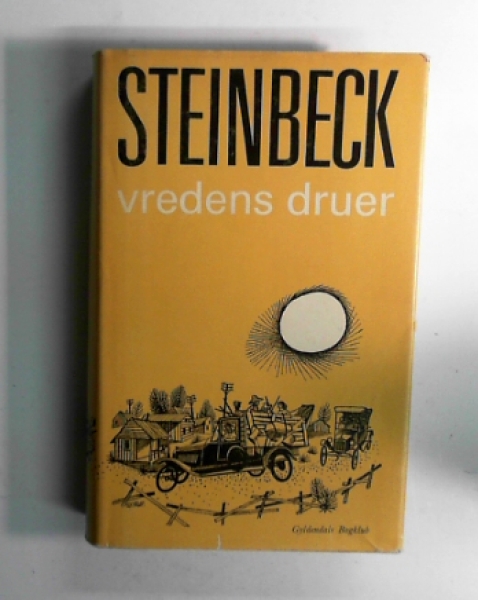 STEINBECK
vredens druer
Gyldendals Bogklub